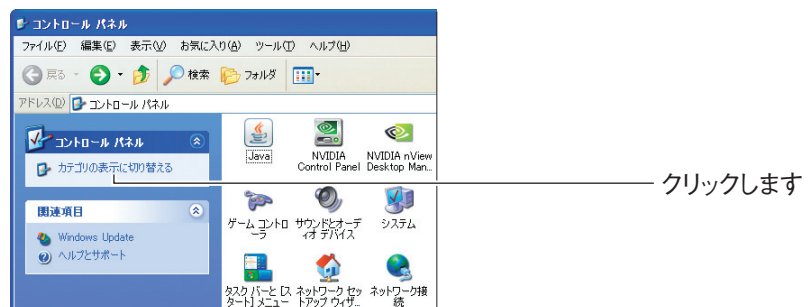 コントロール パネル
ファイル(F) 編集(E) 表示(V) お気に入り(A) ツール(T) ヘルプ(H)
戻る 検索 フォルダ
アドレス(D) コントロール パネル
コントロール パネル
カテゴリの表示に切り替える
クリックします
関連項目
Windows Update
ヘルプとサポート
Java
NVIDIA
Control Panel
NVIDIA nView
Desktop Man...
ゲーム コントロ
ーラ
サウンドとオーデ
ィオ デバイス
システム
タスク バーと [ス
タート] メニュー
ネットワーク セッ
トアップ ウィザ...
ネットワーク接
続